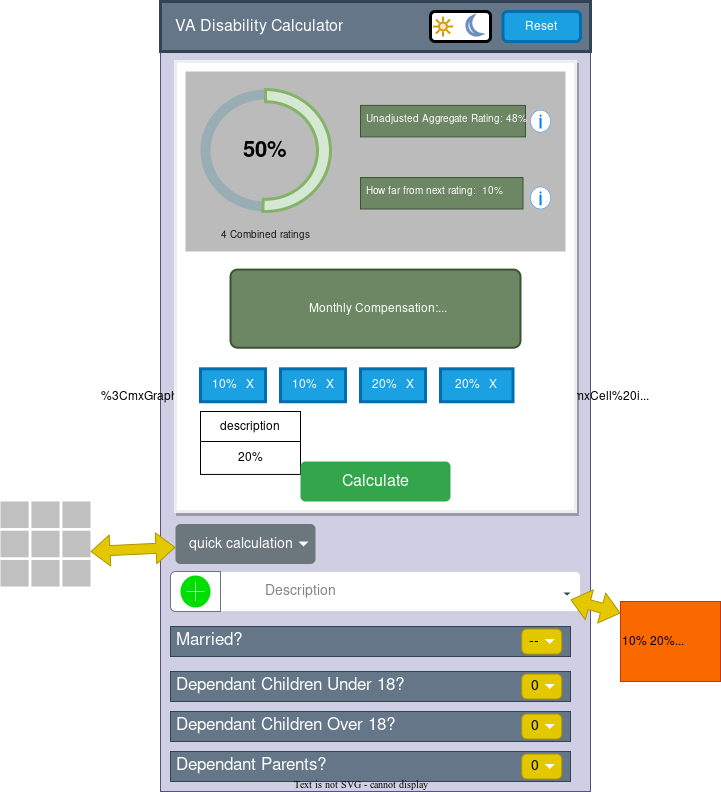 VA Disability Calculator
Reset
50%
Unadjusted Aggregate Rating: 48%
i
How far from next rating:  10%
i
4 Combined ratings
Monthly Compensation:...
10%   X
10%   X
20%   X
20%   X
%3CmxGraph
mxCell%20i...
description
20%
Calculate
quick calculation
Description
10% 20%...
Married?
--
Dependant Children Under 18?
0
Dependant Children Over 18?
0
Dependant Parents?
0
Text is not SVG - cannot display